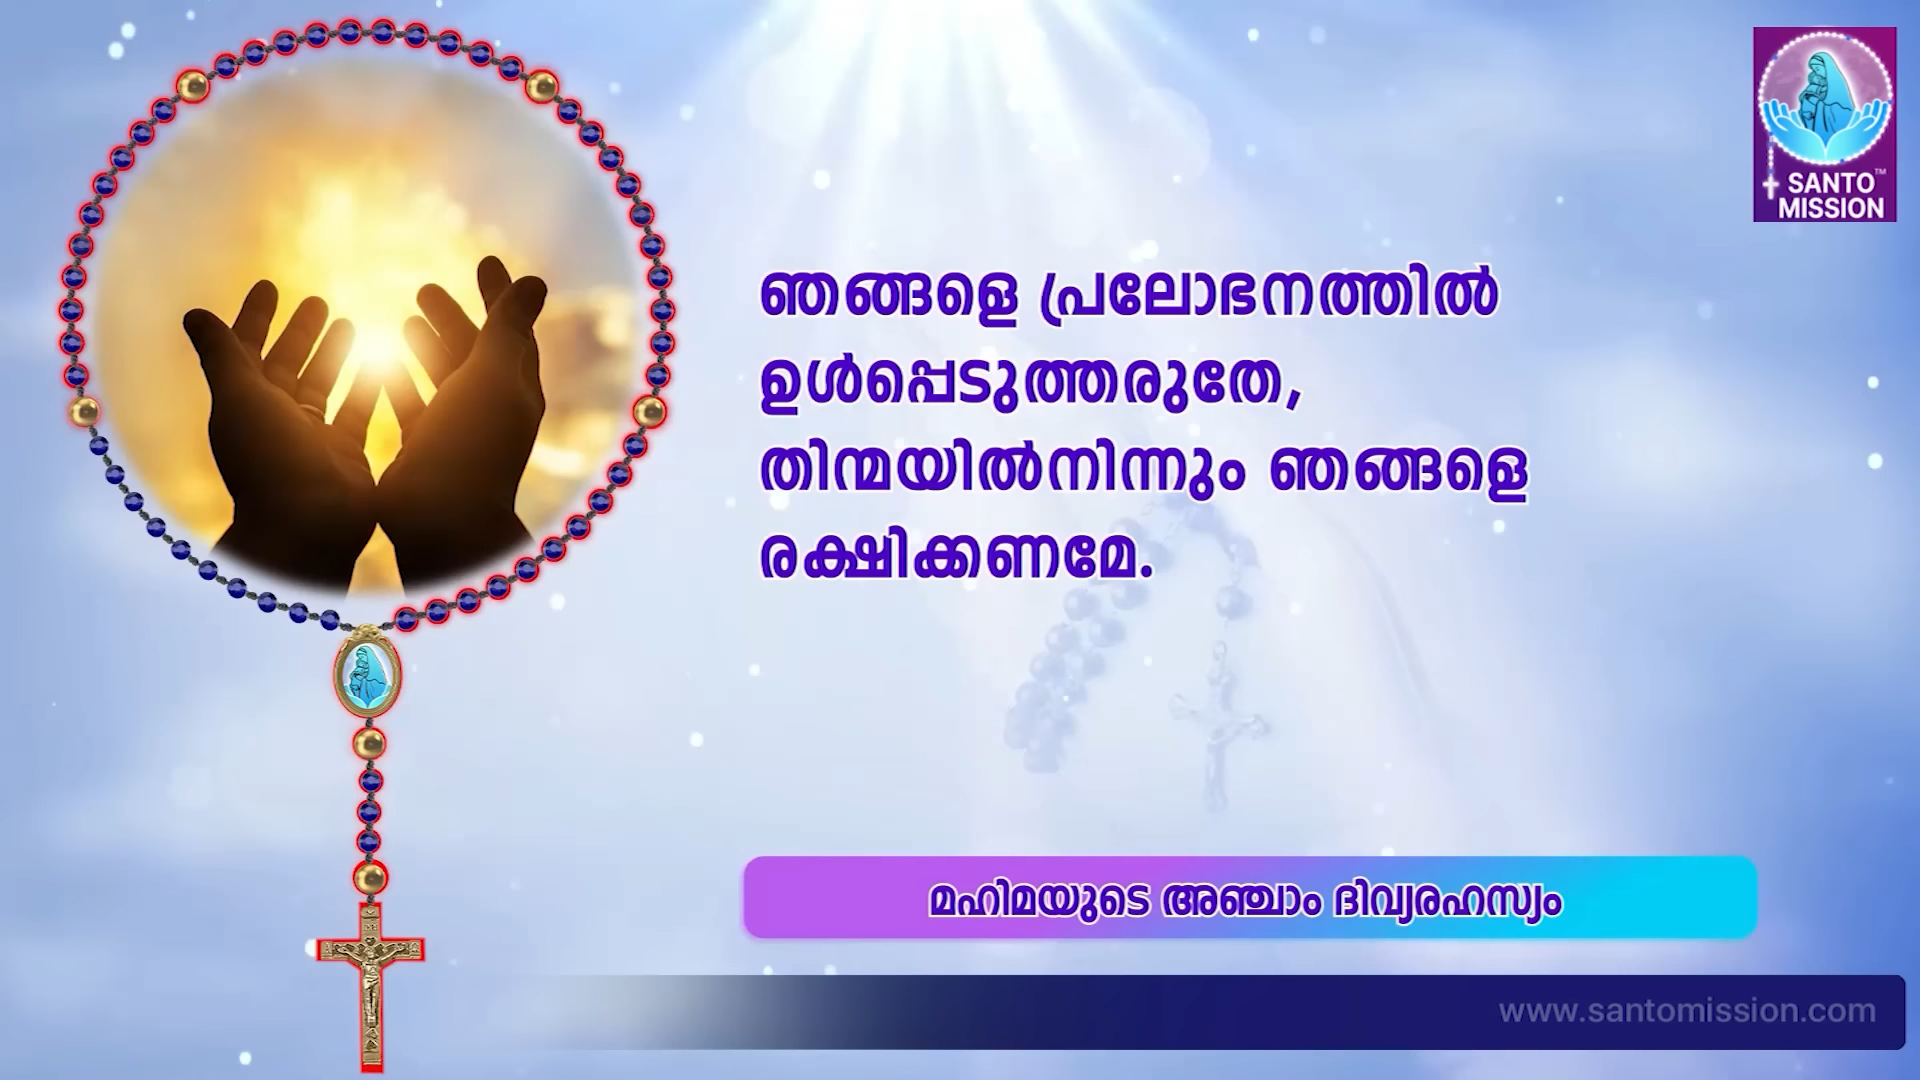 SANTO™
MISSION
ഞങ്ങളെ പ്രലോഭനത്തിൽ
ഉൾപ്പെടുത്തരുതേ,
തിന്മയിൽനിന്നും ഞങ്ങളെ
രക്ഷിക്കണമേ.
മഹിമയുടെ അഞ്ചാം ദിവ്യരഹസ്യം
www.santomission.com